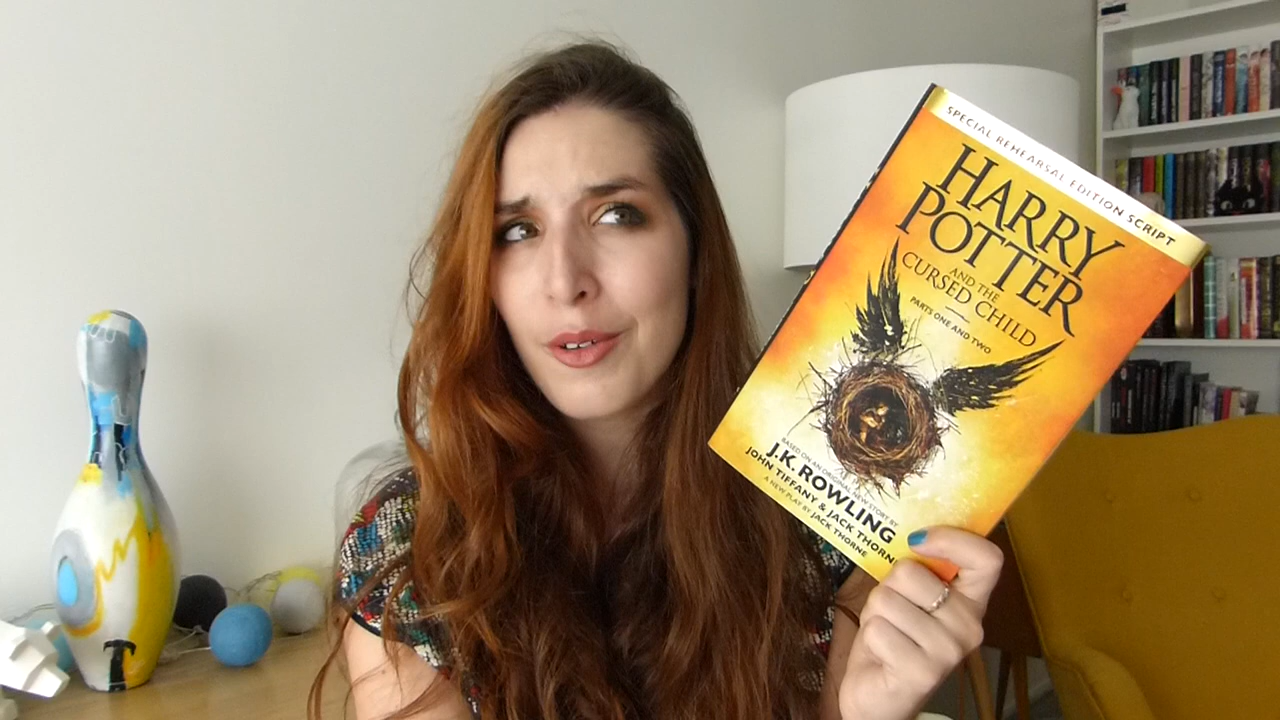 SPECIAL REHEARSAL EDITION SCRIPT
HARRY
POTTER
AND THE
CURSED CHILD
PARTS ONE AND TWO
BASED ON AN ORIGINAL NEW STORY BY
J.K. ROWLING
JOHN TIFFANY & JACK THORN
A NEW PLAY BY JACK THORNE